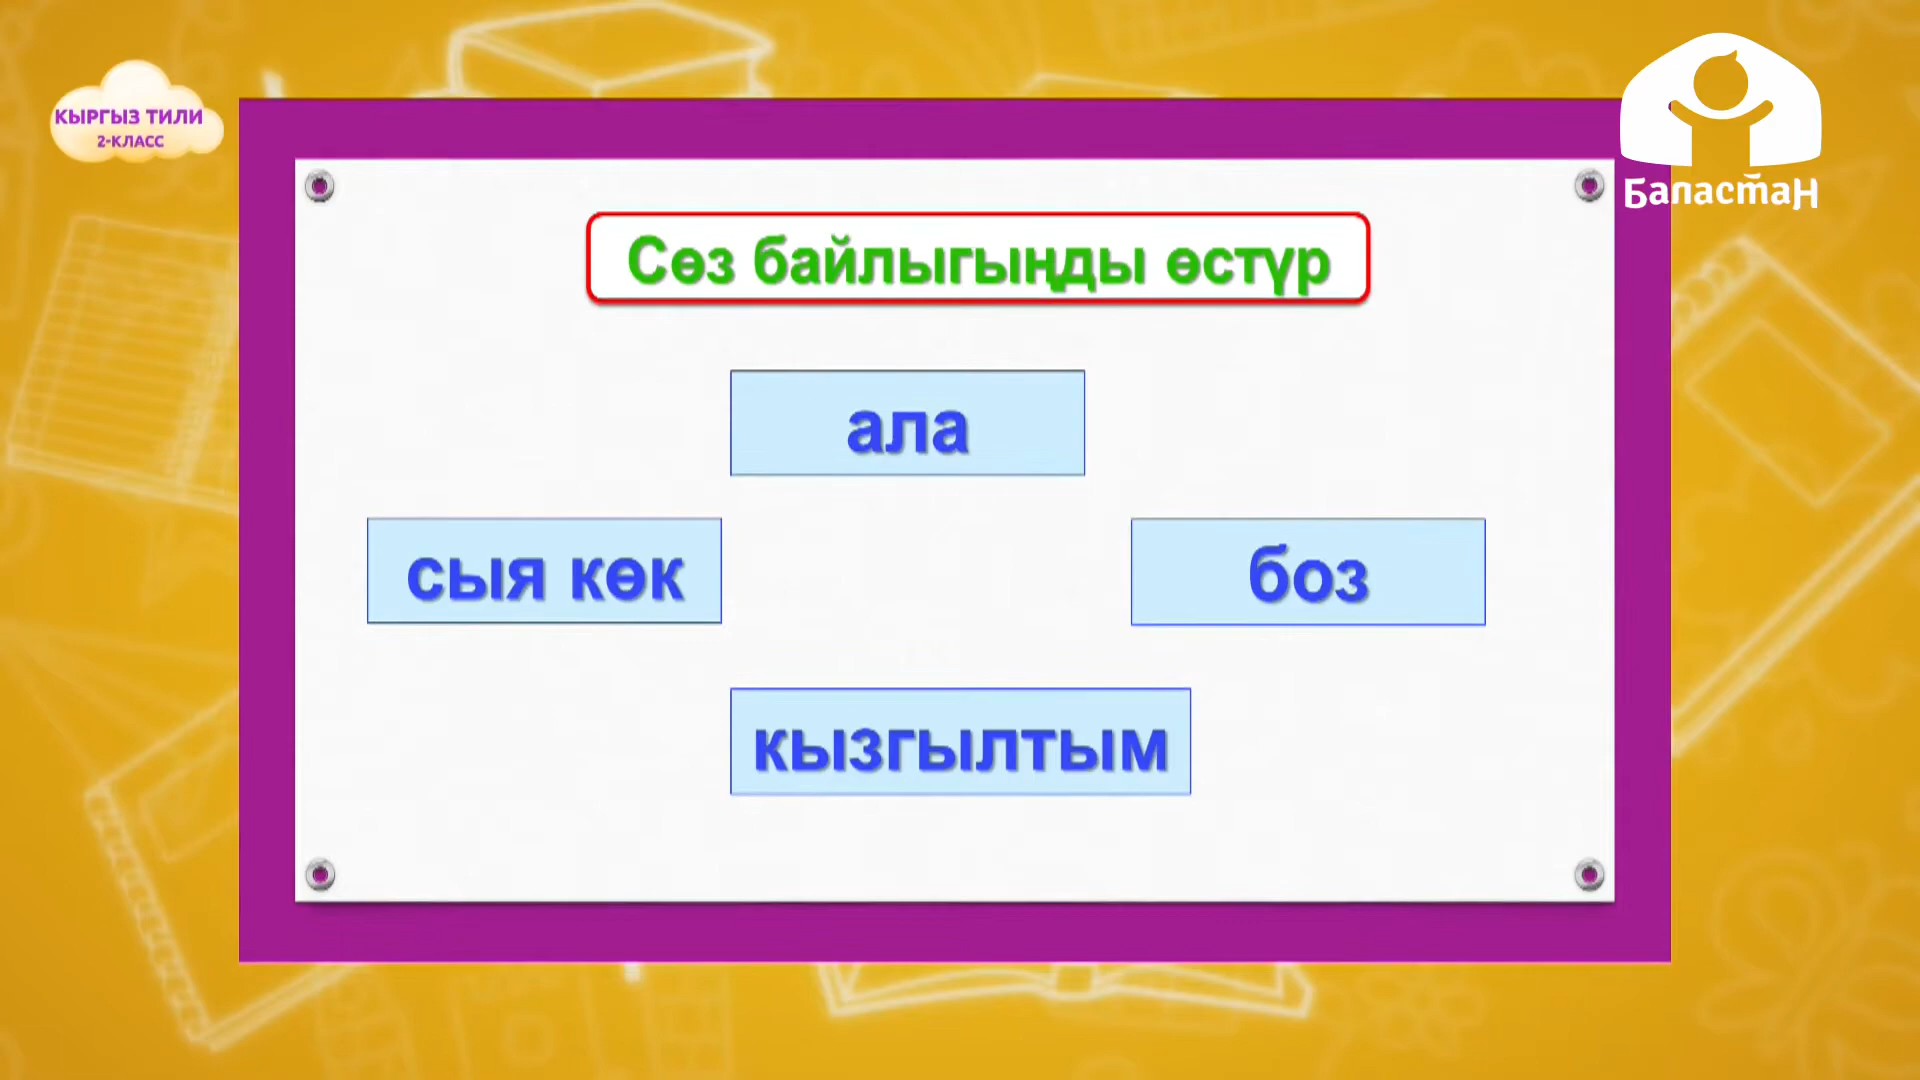 КЫРГЫЗ ТИЛИ
2-КЛАСС
Баластан
Сөз байлыгыңды өстүр
ала
сыя көк
боз
кызгылтым